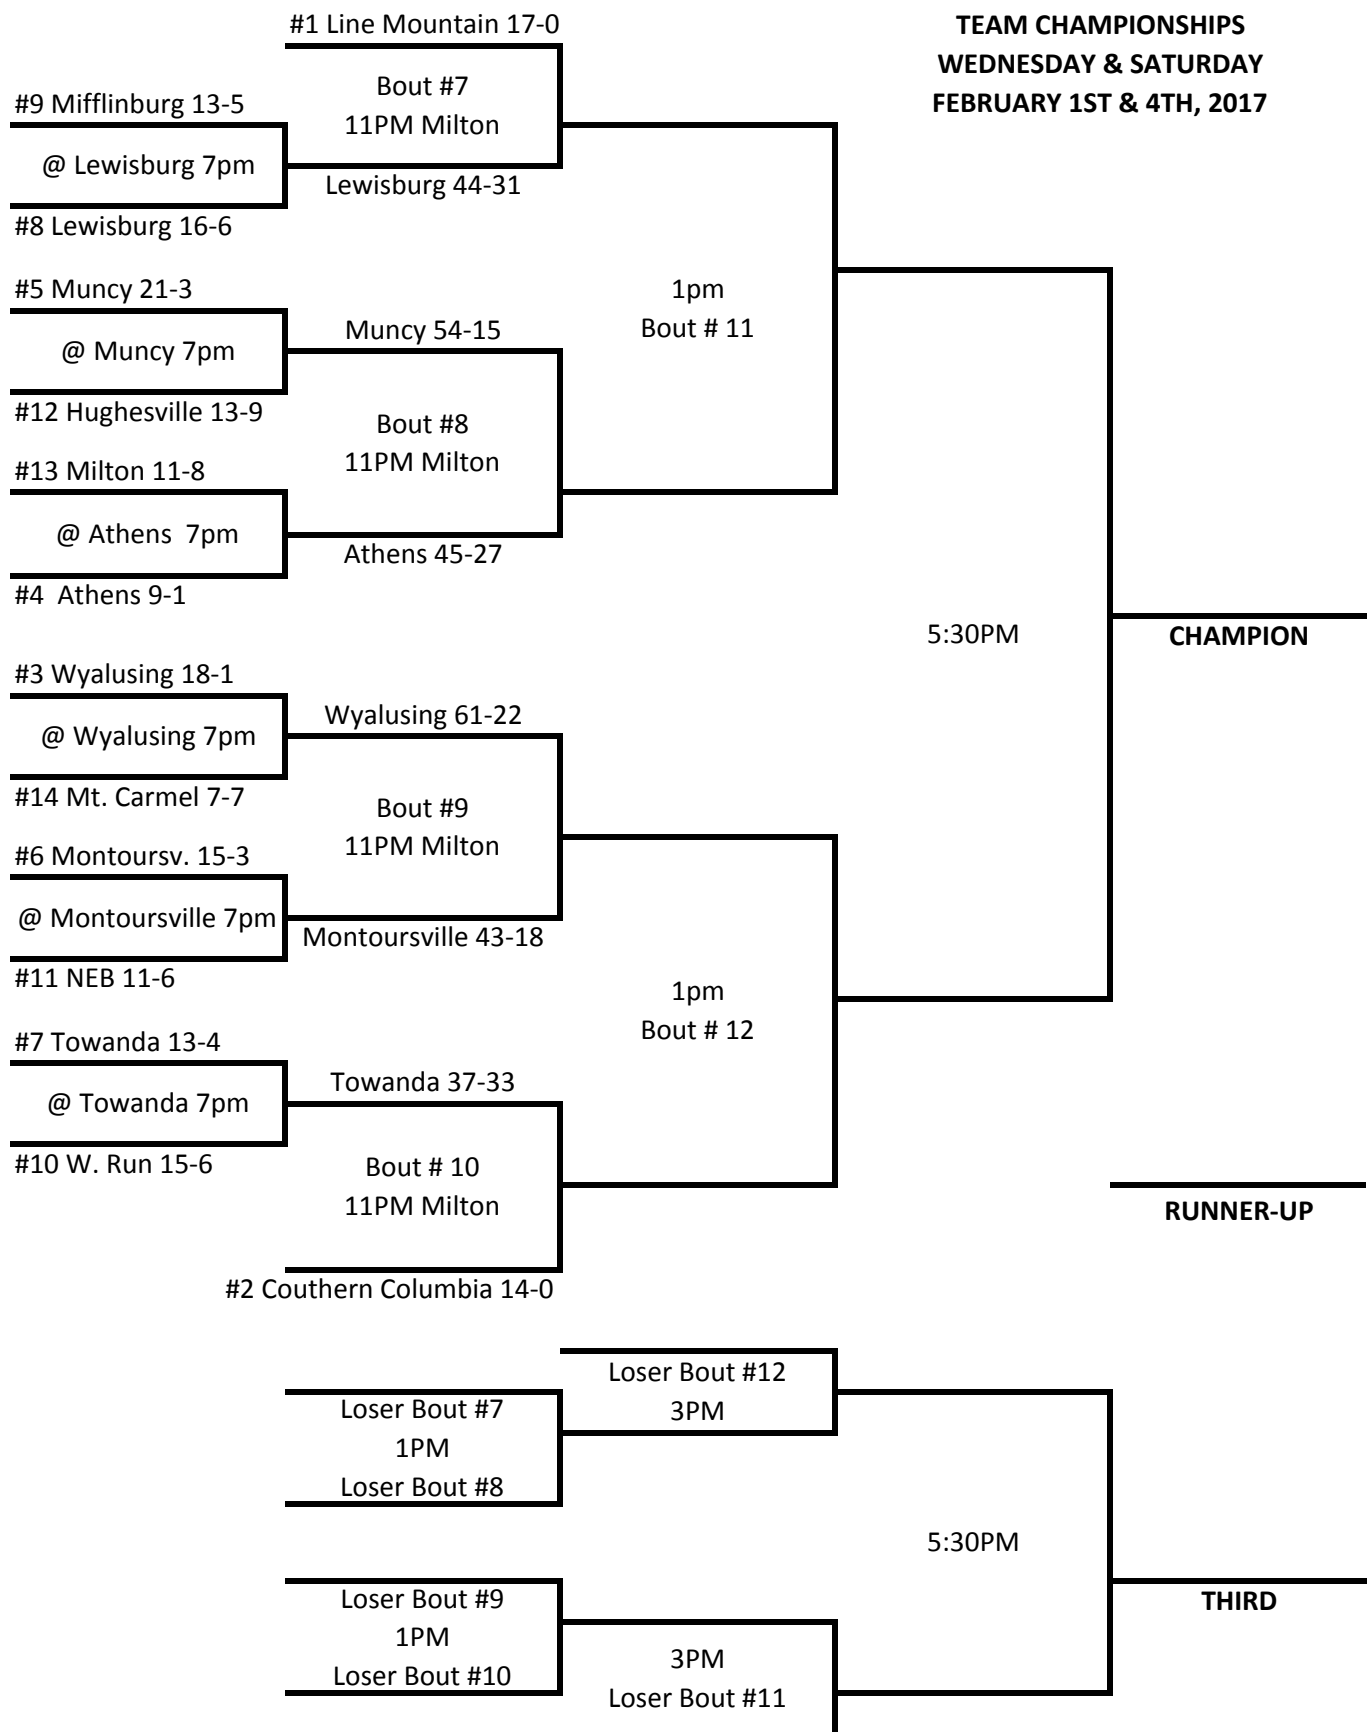 #1 Line Mountain 17-0
TEAM CHAMPIONSHIPS
WEDNESDAY & SATURDAY
FEBRUARY 1ST & 4TH, 2017
Bout #7
11PM Milton
#9 Mifflinburg 13-5
@ Lewisburg 7pm
Lewisburg 44-31
#8 Lewisburg 16-6
#5 Muncy 21-3
1pm
Bout # 11
Muncy 54-15
@ Muncy 7pm
#12 Hughesville 13-9
Bout #8
11PM Milton
#13 Milton 11-8
@ Athens 7pm
Athens 45-27
#4 Athens 9-1
5:30PM
CHAMPION
#3 Wyalusing 18-1
Wyalusing 61-22
@ Wyalusing 7pm
#14 Mt. Carmel 7-7
Bout #9
11PM Milton
#6 Montoursv. 15-3
@ Montoursville 7pm
Montoursville 43-18
#11 NEB 11-6
1pm
Bout # 12
#7 Towanda 13-4
Towanda 37-33
@ Towanda 7pm
#10 W. Run 15-6
Bout # 10
11PM Milton
RUNNER-UP
#2 Couthern Columbia 14-0
Loser Bout #12
3PM
Loser Bout #7
1PM
Loser Bout #8
5:30PM
Loser Bout #9
1PM
Loser Bout #10
THIRD
3PM
Loser Bout #11